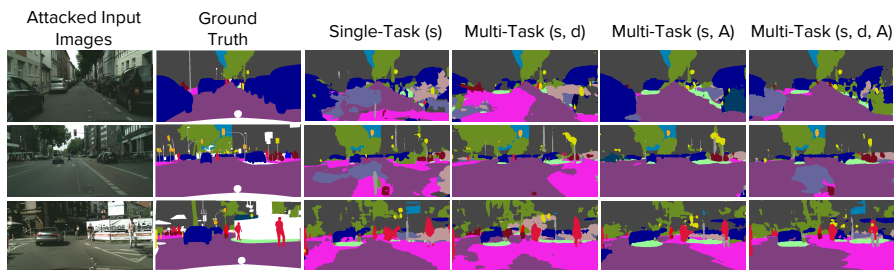 Attacked Input
Images
Ground
Truth
Single-Task (s)
Multi-Task (s, d)
Multi-Task (s, A)
Multi-Task (s, d, A)